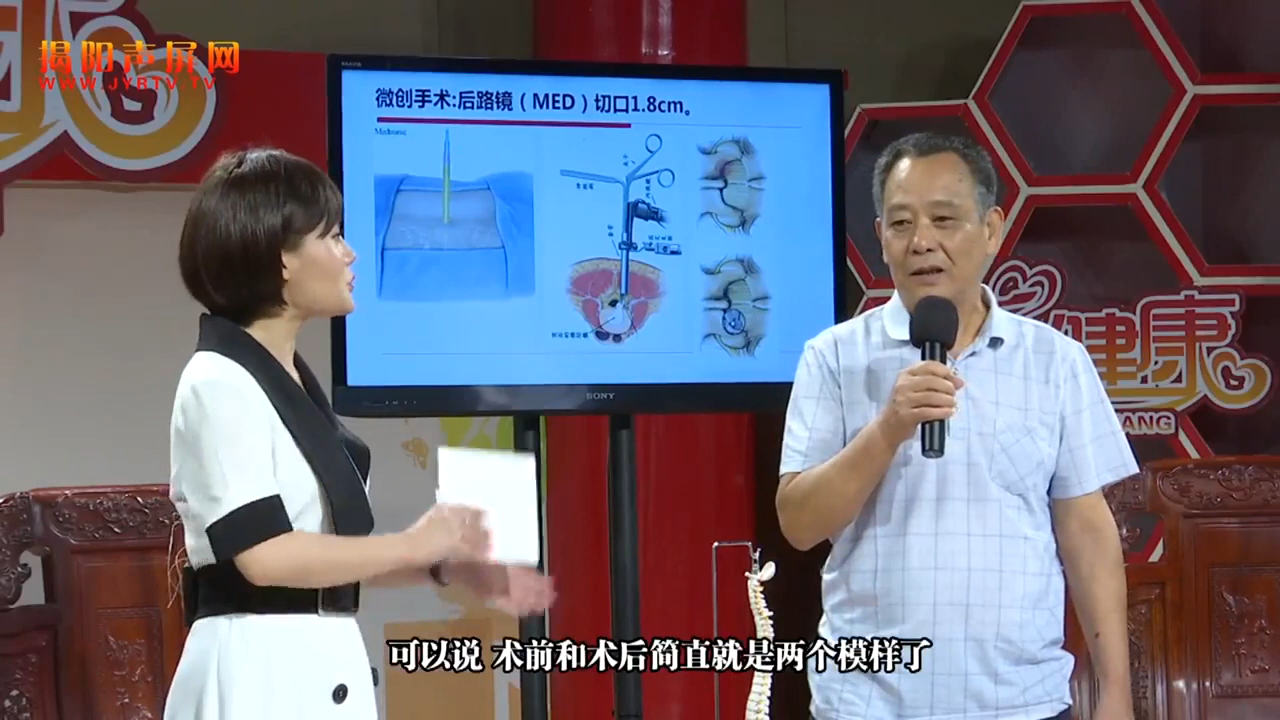 揭阳声屏网
WWW.JYBTV.TV
微创手术:后路镜（MED）切口1.8cm。
Medtronic
健康
YANG
SONY
可以说 术前和术后简直就是两个模样了